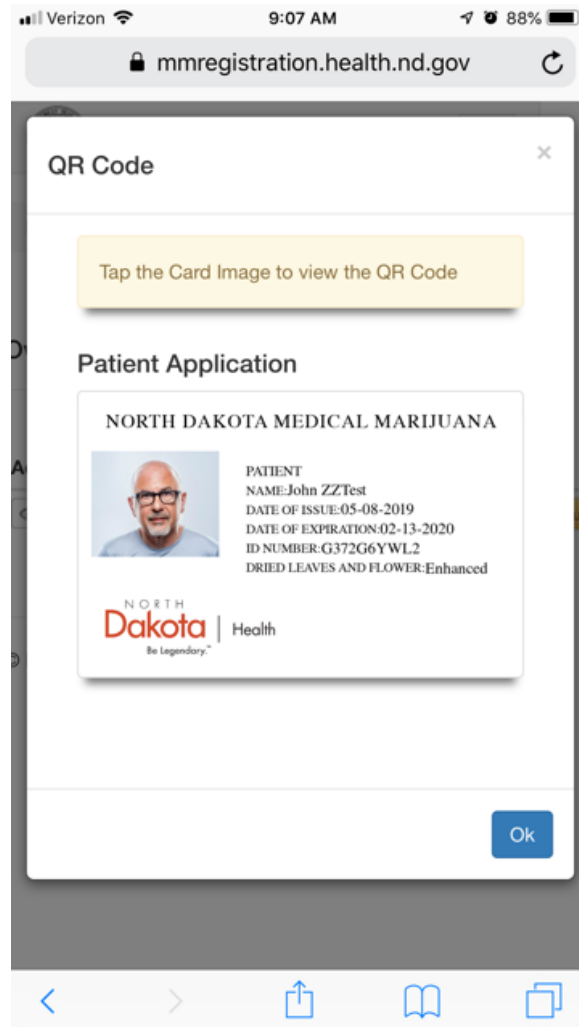 Verizon 9:07 AM 88%
mmregistration.health.nd.gov
QR Code ×
Tap the Card Image to view the QR Code
Patient Application
NORTH DAKOTA MEDICAL MARIJUANA
PATIENT
NAME:John ZZTest
DATE OF ISSUE:05-08-2019
DATE OF EXPIRATION:02-13-2020
ID NUMBER:G372G6YWL2
DRIED LEAVES AND FLOWER:Enhanced
NORTH
Dakota | Health
Be Legendary.™
Ok